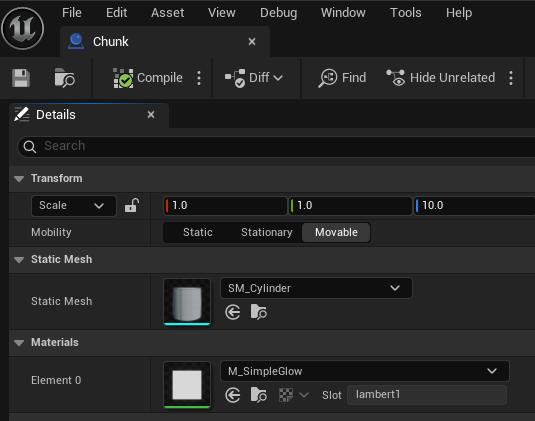 File Edit Asset View Debug Window Tools Help
Chunk
Compile Diff Find Hide Unrelated
Details
Search
Transform
Scale 1.0 1.0 10.0
Mobility Static Stationary Movable
Static Mesh
Static Mesh SM_Cylinder
Materials
Element 0 M_SimpleGlow
Slot lambert1